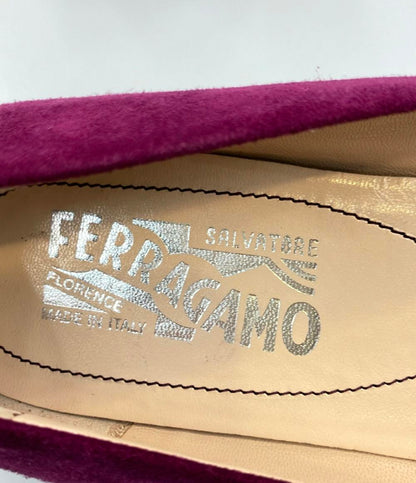 SALVATORE
FERRAGAMO
FLORENCE
MADE IN ITALY